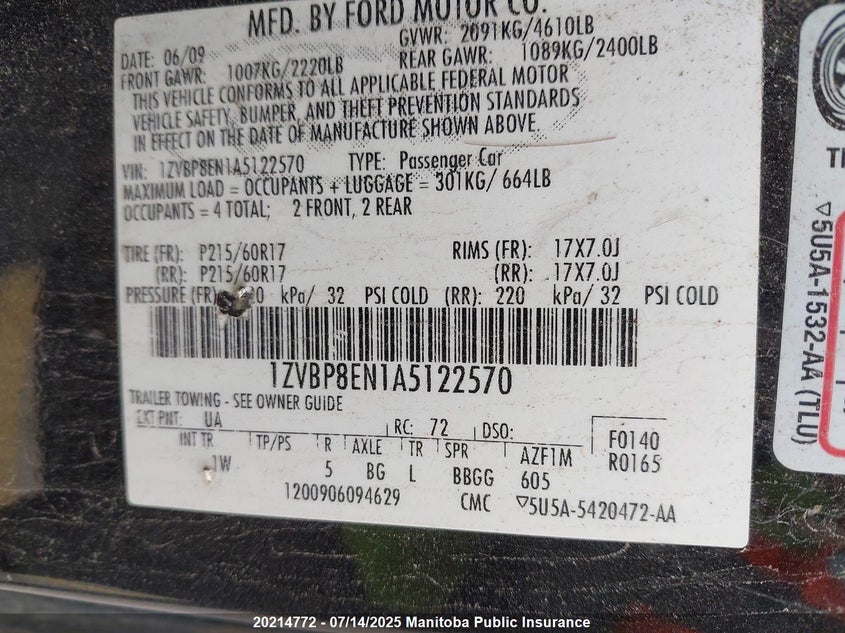 MFD. BY FORD MOTOR CO.
DATE: 06/09 GVWR: 2091KG/4610LB
FRONT GAWR: 1007KG/2220LB REAR GAWR: 1089KG/2400LB
THIS VEHICLE CONFORMS TO ALL APPLICABLE FEDERAL MOTOR
VEHICLE SAFETY, BUMPER, AND THEFT PREVENTION STANDARDS
IN EFFECT ON THE DATE OF MANUFACTURE SHOWN ABOVE.
VIN: 1ZVBP8EN1A5122570 TYPE: Passenger Car
MAXIMUM LOAD = OCCUPANTS + LUGGAGE = 301KG/ 664LB
OCCUPANTS = 4 TOTAL; 2 FRONT, 2 REAR
TIRE (FR): P215/60R17 RIMS (FR): 17X7.0J
(RR): P215/60R17 (RR): 17X7.0J
PRESSURE (FR) kPa/ 32 PSI COLD (RR): 220 kPa/ 32 PSI COLD
1ZVBP8EN1A5122570
TRAILER TOWING - SEE OWNER GUIDE
EXT PNT: UA RC: 72 DSO: F0140
INT TR TP/PS R AXLE TR SPR AZF1M R0165
1W 5 BG L BBGG 605
1200906094629 CMC ▽5U5A-5420472-AA
▽5U5A-1532-AA (TLU)
20214772 - 07/14/2025 - Manitoba Public Insurance